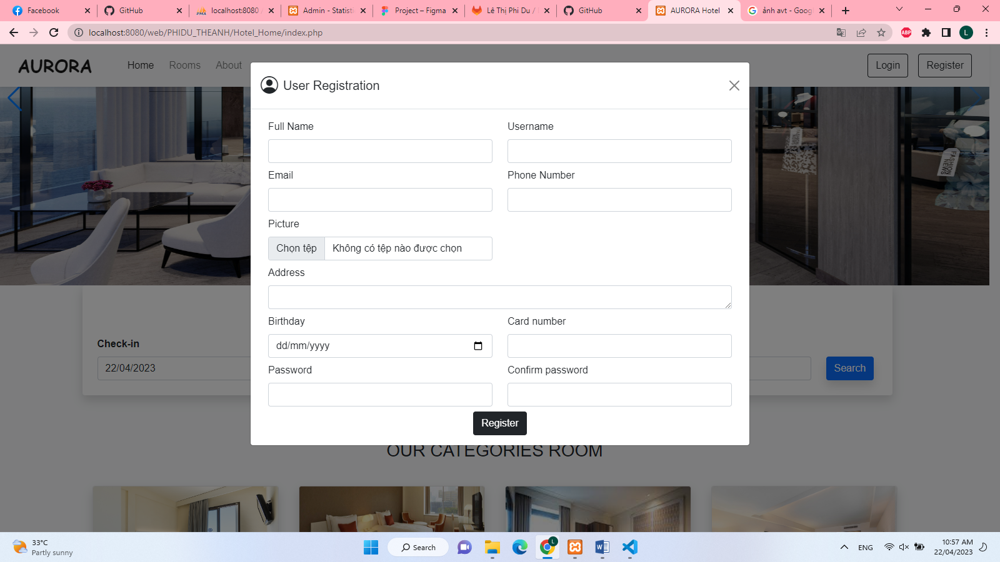 Facebook
GitHub
localhost:8080 /
Admin - Statisti
Project – Figma
Lê Thị Phi Du /
GitHub
AURORA Hotel
ảnh avt - Goog
localhost:8080/web/PHIDU_THEANH/Hotel_Home/index.php
ABP
L
AURORA
Home
Rooms
About
Login
Register
User Registration
Full Name
Username
Email
Phone Number
Picture
Chọn tệp
Không có tệp nào được chọn
Address
Birthday
Card number
dd/mm/yyyy
Password
Confirm password
Register
Check-in
22/04/2023
Search
FASHION NEWS
OUR CATEGORIES ROOM
33°C
Partly sunny
Search
L
ENG
10:57 AM
22/04/2023